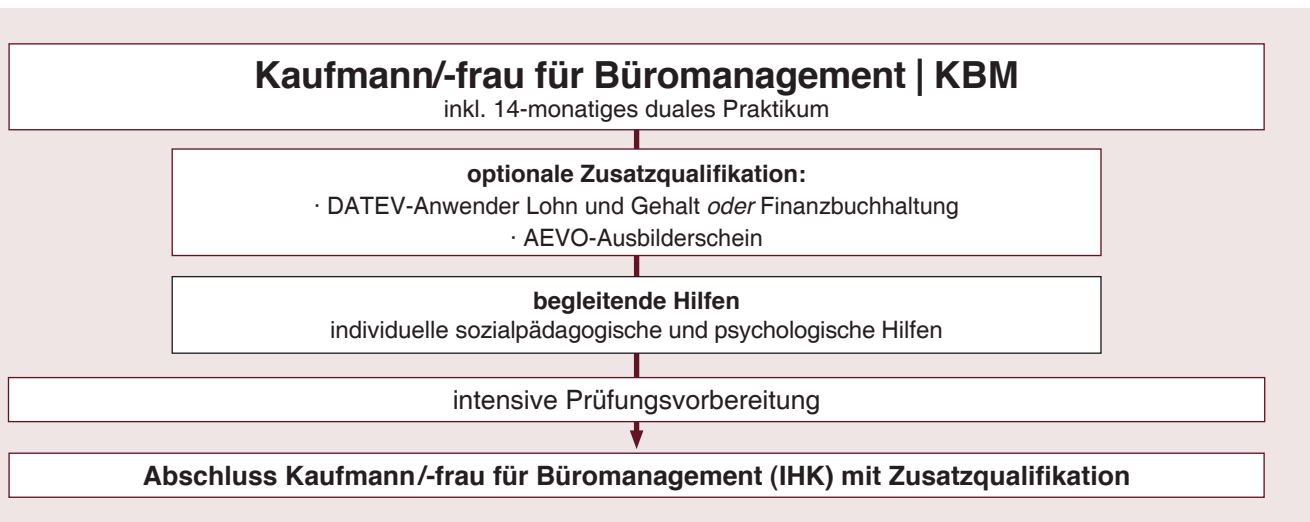 Kaufmann/-frau für Büromanagement | KBM
inkl. 14-monatiges duales Praktikum
optionale Zusatzqualifikation:
· DATEV-Anwender Lohn und Gehalt oder Finanzbuchhaltung
· AEVO-Ausbilderschein
begleitende Hilfen
individuelle sozialpädagogische und psychologische Hilfen
intensive Prüfungsvorbereitung
Abschluss Kaufmann/-frau für Büromanagement (IHK) mit Zusatzqualifikation